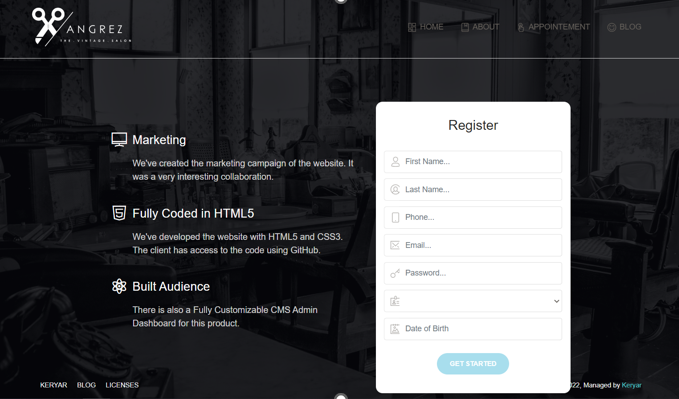 ANGREZ
THE VINTAGE SALON
HOME
ABOUT
APPOINTEMENT
BLOG
Marketing
We've created the marketing campaign of the website. It
was a very interesting collaboration.
Fully Coded in HTML5
We've developed the website with HTML5 and CSS3.
The client has access to the code using GitHub.
Built Audience
There is also a Fully Customizable CMS Admin
Dashboard for this product.
Register
First Name...
Last Name...
Phone...
Email...
Password...
Date of Birth
GET STARTED
KERYAR
BLOG
LICENSES
022, Managed by Keryar